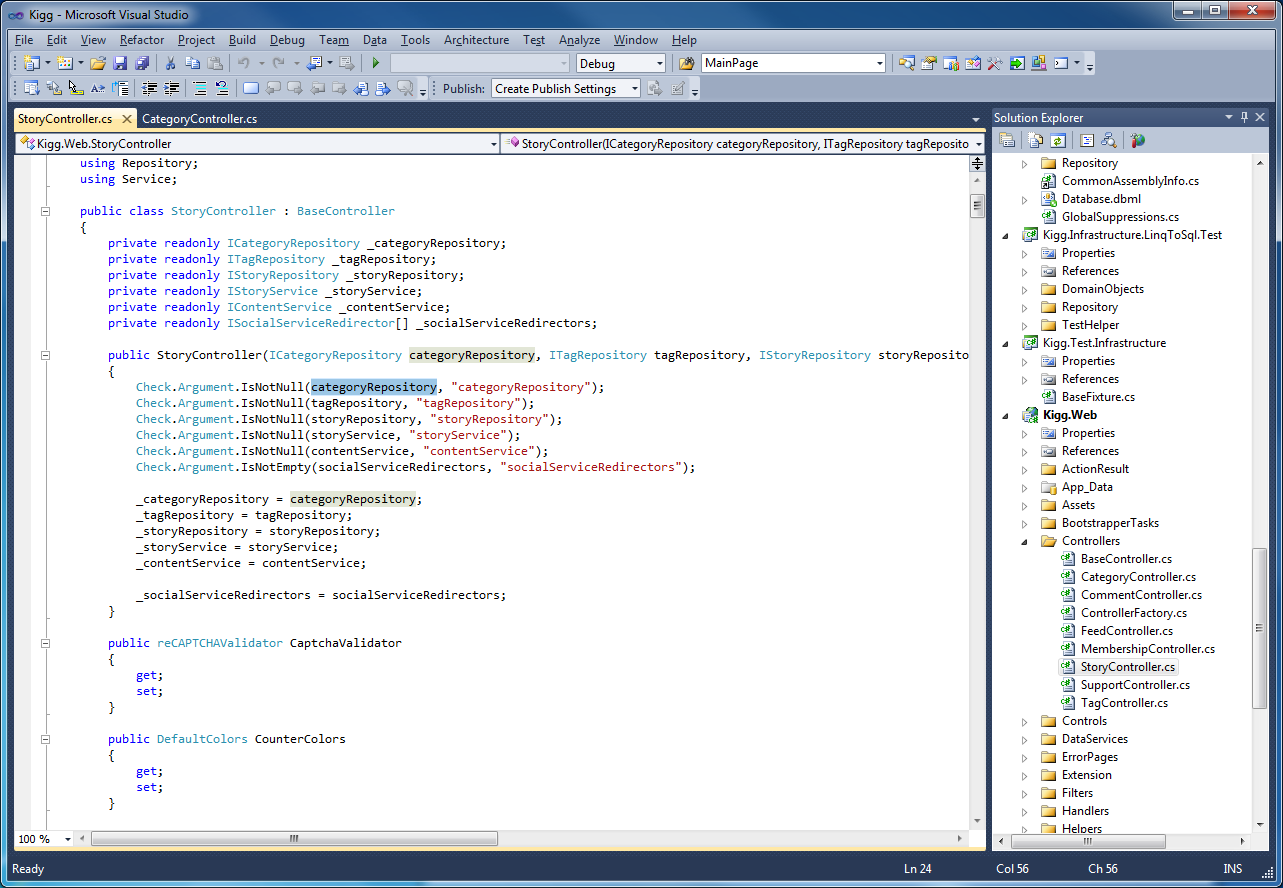 Kigg - Microsoft Visual Studio
File Edit View Refactor Project Build Debug Team Data Tools Architecture Test Analyze Window Help
Debug MainPage
Publish: Create Publish Settings
StoryController.cs CategoryController.cs
Kigg.Web.StoryController StoryController(ICategoryRepository categoryRepository, ITagRepository tagReposito
using Repository;
using Service;
public class StoryController : BaseController
{
private readonly ICategoryRepository _categoryRepository;
private readonly ITagRepository _tagRepository;
private readonly IStoryRepository _storyRepository;
private readonly IStoryService _storyService;
private readonly IContentService _contentService;
private readonly ISocialServiceRedirector[] _socialServiceRedirectors;
public StoryController(ICategoryRepository categoryRepository, ITagRepository tagRepository, IStoryRepository storyReposito
{
Check.Argument.IsNotNull(categoryRepository, "categoryRepository");
Check.Argument.IsNotNull(tagRepository, "tagRepository");
Check.Argument.IsNotNull(storyRepository, "storyRepository");
Check.Argument.IsNotNull(storyService, "storyService");
Check.Argument.IsNotNull(contentService, "contentService");
Check.Argument.IsNotEmpty(socialServiceRedirectors, "socialServiceRedirectors");
_categoryRepository = categoryRepository;
_tagRepository = tagRepository;
_storyRepository = storyRepository;
_storyService = storyService;
_contentService = contentService;
_socialServiceRedirectors = socialServiceRedirectors;
}
public reCAPTCHAValidator CaptchaValidator
{
get;
set;
}
public DefaultColors CounterColors
{
get;
set;
}
100 %
Solution Explorer
Repository
CommonAssemblyInfo.cs
Database.dbml
GlobalSuppressions.cs
Kigg.Infrastructure.LinqToSql.Test
Properties
References
DomainObjects
Repository
TestHelper
Kigg.Test.Infrastructure
Properties
References
BaseFixture.cs
Kigg.Web
Properties
References
ActionResult
App_Data
Assets
BootstrapperTasks
Controllers
BaseController.cs
CategoryController.cs
CommentController.cs
ControllerFactory.cs
FeedController.cs
MembershipController.cs
StoryController.cs
SupportController.cs
TagController.cs
Controls
DataServices
ErrorPages
Extension
Filters
Handlers
Helpers
Ready Ln 24 Col 56 Ch 56 INS